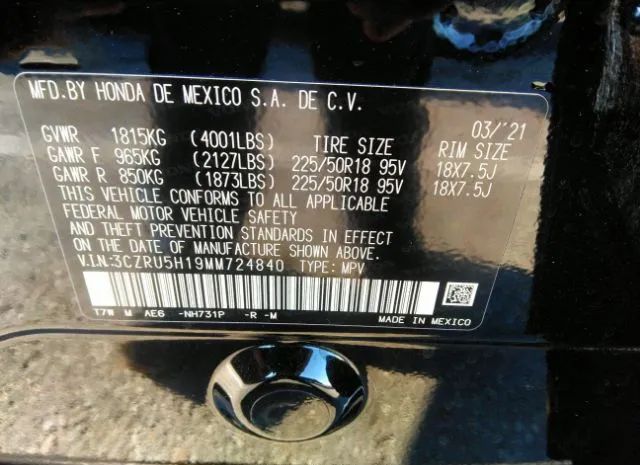 MFD.BY HONDA DE MEXICO S.A. DE C.V.
03/'21
GVWR 1815KG (4001LBS) TIRE SIZE RIM SIZE
GAWR F 965KG (2127LBS) 225/50R18 95V 18X7.5J
GAWR R 850KG (1873LBS) 225/50R18 95V 18X7.5J
THIS VEHICLE CONFORMS TO ALL APPLICABLE
FEDERAL MOTOR VEHICLE SAFETY
AND THEFT PREVENTION STANDARDS IN EFFECT
ON THE DATE OF MANUFACTURE SHOWN ABOVE.
V.I.N:3CZRU5H19MM724840 TYPE: MPV
T7W M AE6 -NH731P -R -M
MADE IN MEXICO